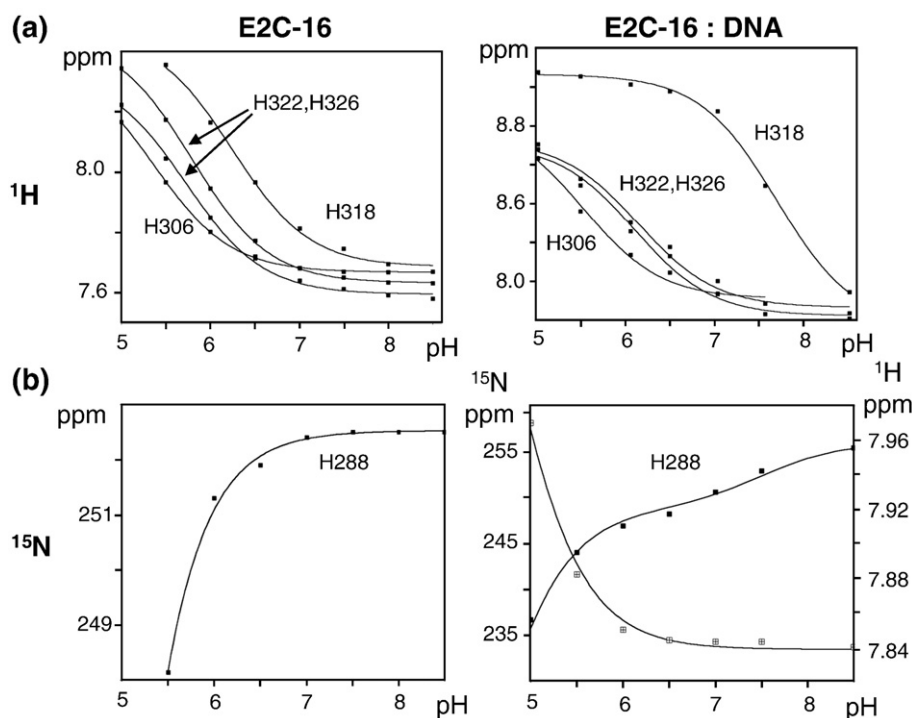 (a) E2C-16 E2C-16 : DNA
ppm ppm
H322,H326
8.0
¹H
H306
H318
7.6
5 6 7 8 pH
8.8
H318
H322,H326
8.6
H306
8.0
5 6 7 8 pH
(b)
ppm
H288
251
¹⁵N
249
5 6 7 8 pH
¹⁵N ¹H
ppm ppm
255
H288
7.96
7.92
245
7.88
235
7.84
5 6 7 8 pH